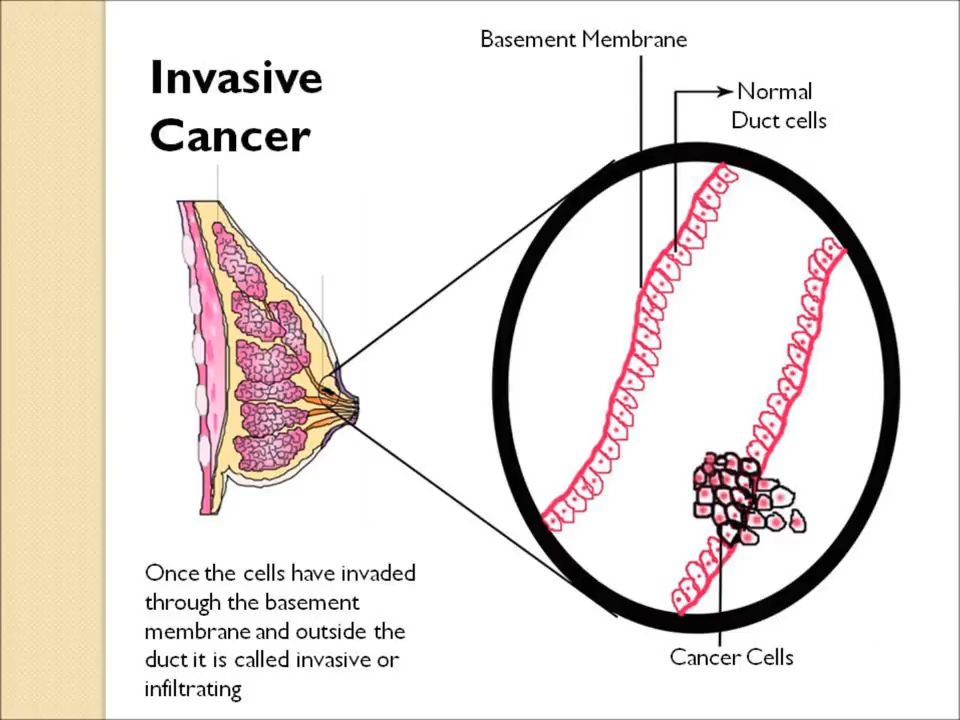 Invasive
Cancer
Basement Membrane
Normal
Duct cells
Cancer Cells
Once the cells have invaded
through the basement
membrane and outside the
duct it is called invasive or
infiltrating